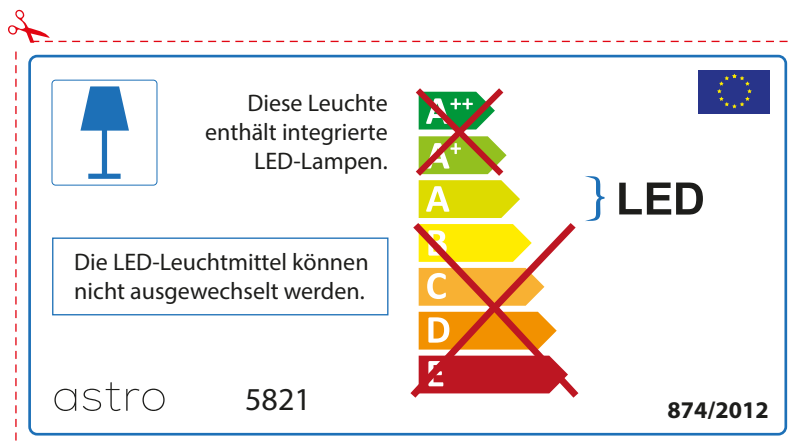 Diese Leuchte
enthält integrierte
LED-Lampen.
Die LED-Leuchtmittel können
nicht ausgewechselt werden.
astro 5821
A++
A+
A
B
C
D
E
LED
874/2012